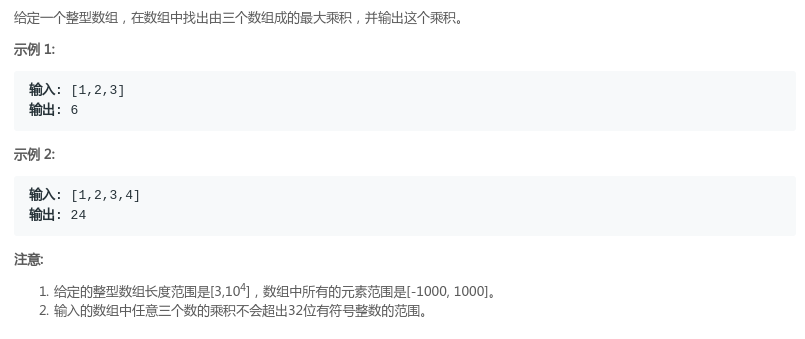 给定一个整型数组，在数组中找出由三个数组成的最大乘积，并输出这个乘积。
示例 1:
输入: [1,2,3]
输出: 6
示例 2:
输入: [1,2,3,4]
输出: 24
注意:
1. 给定的整型数组长度范围是[3,10⁴]，数组中所有的元素范围是[-1000, 1000]。
2. 输入的数组中任意三个数的乘积不会超出32位有符号整数的范围。